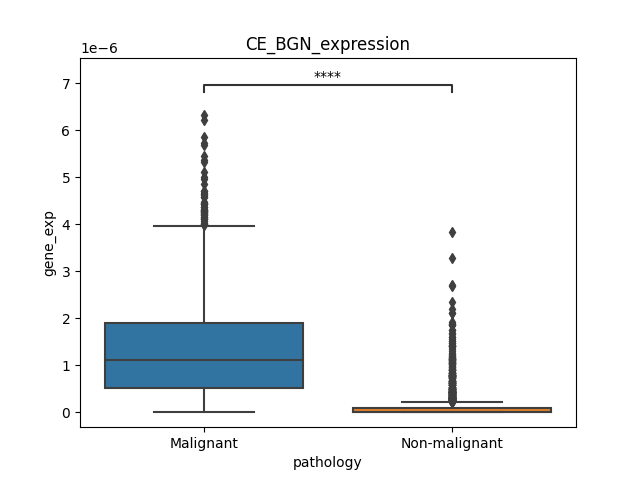 CE_BGN_expression
1e−6
****
7
6
5
4
3
2
1
0
gene_exp
Malignant
Non-malignant
pathology